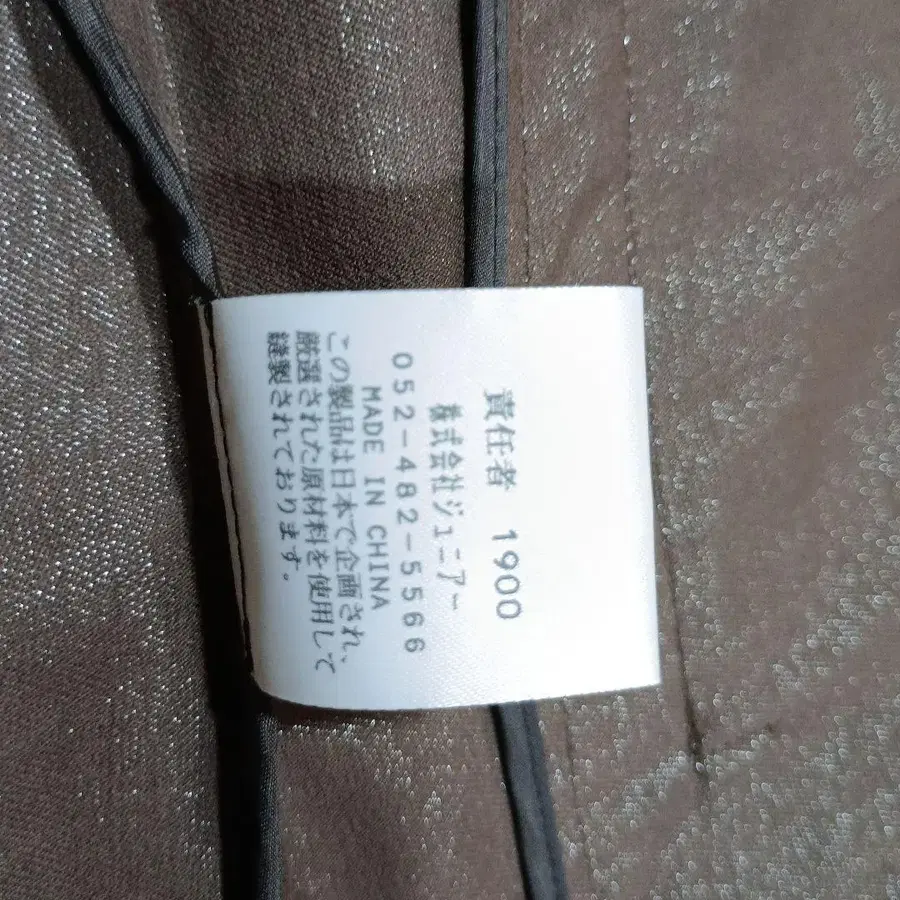 責任者 1900
株式会社ジュニアー
052-482-5566
MADE IN CHINA
この製品は日本で企画され、
厳選された原材料を使用して
縫製されております。